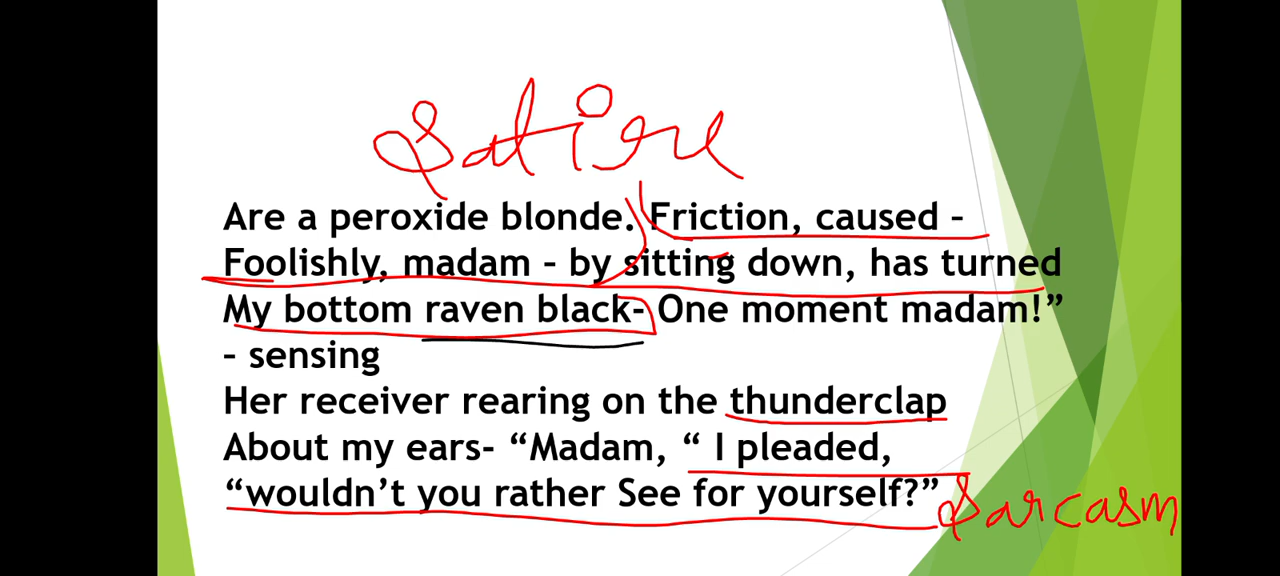 Satire
Are a peroxide blonde. Friction, caused –
Foolishly, madam – by sitting down, has turned
My bottom raven black- One moment madam!”
– sensing
Her receiver rearing on the thunderclap
About my ears- “Madam, “ I pleaded,
“wouldn’t you rather See for yourself?”
Sarcasm